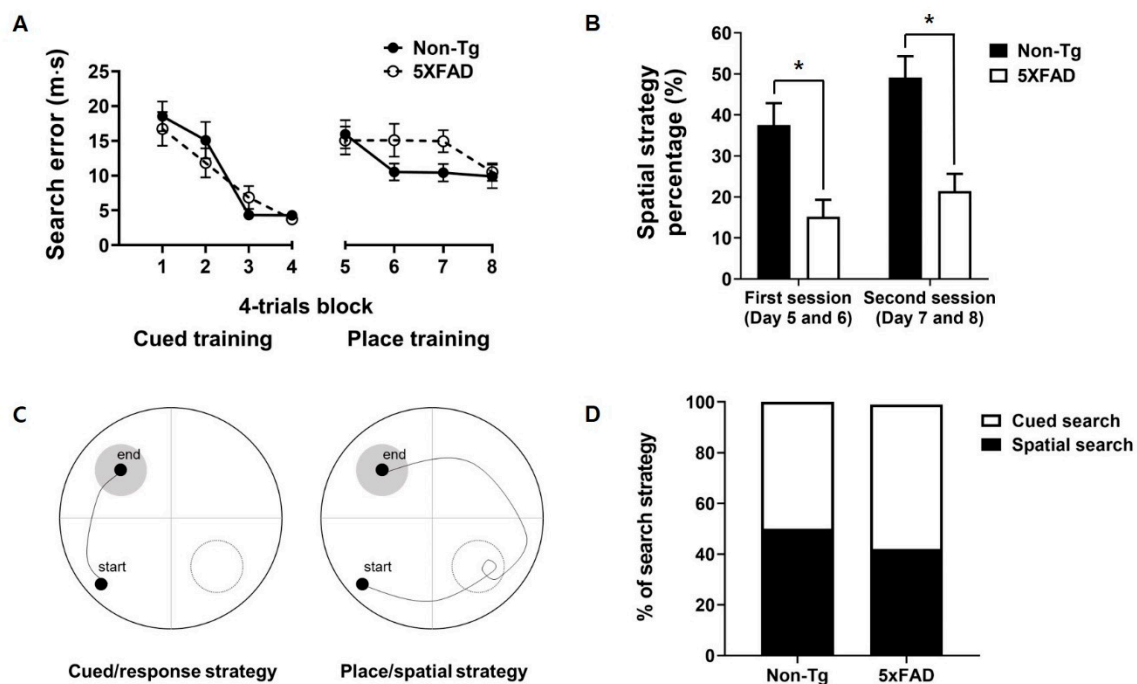 A
Non-Tg
5XFAD
Search error (m·s)
25
20
15
10
5
0
1 2 3 4 5 6 7 8
4-trials block
Cued training Place training
B
Non-Tg
5XFAD
* *
Spatial strategy
percentage (%)
60
50
40
30
20
10
0
First session Second session
(Day 5 and 6) (Day 7 and 8)
C
end
start
end
start
Cued/response strategy Place/spatial strategy
D
Cued search
Spatial search
% of search strategy
100
80
60
40
20
0
Non-Tg 5xFAD